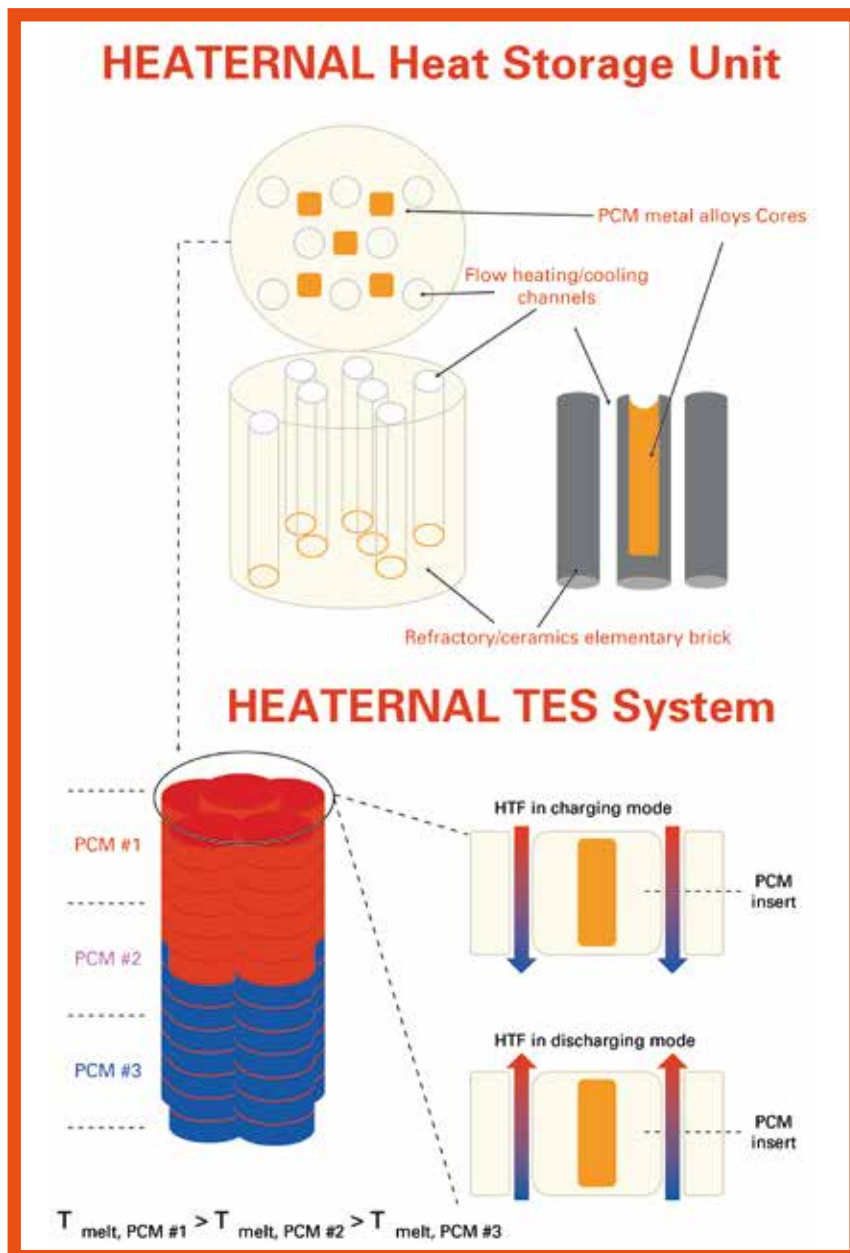 HEATERNAL Heat Storage Unit
PCM metal alloys Cores
Flow heating/cooling
channels
Refractory/ceramics elementary brick
HEATERNAL TES System
HTF in charging mode
PCM #1
PCM
insert
PCM #2
HTF in discharging mode
PCM #3
PCM
insert
T melt, PCM #1 > T melt, PCM #2 > T melt, PCM #3